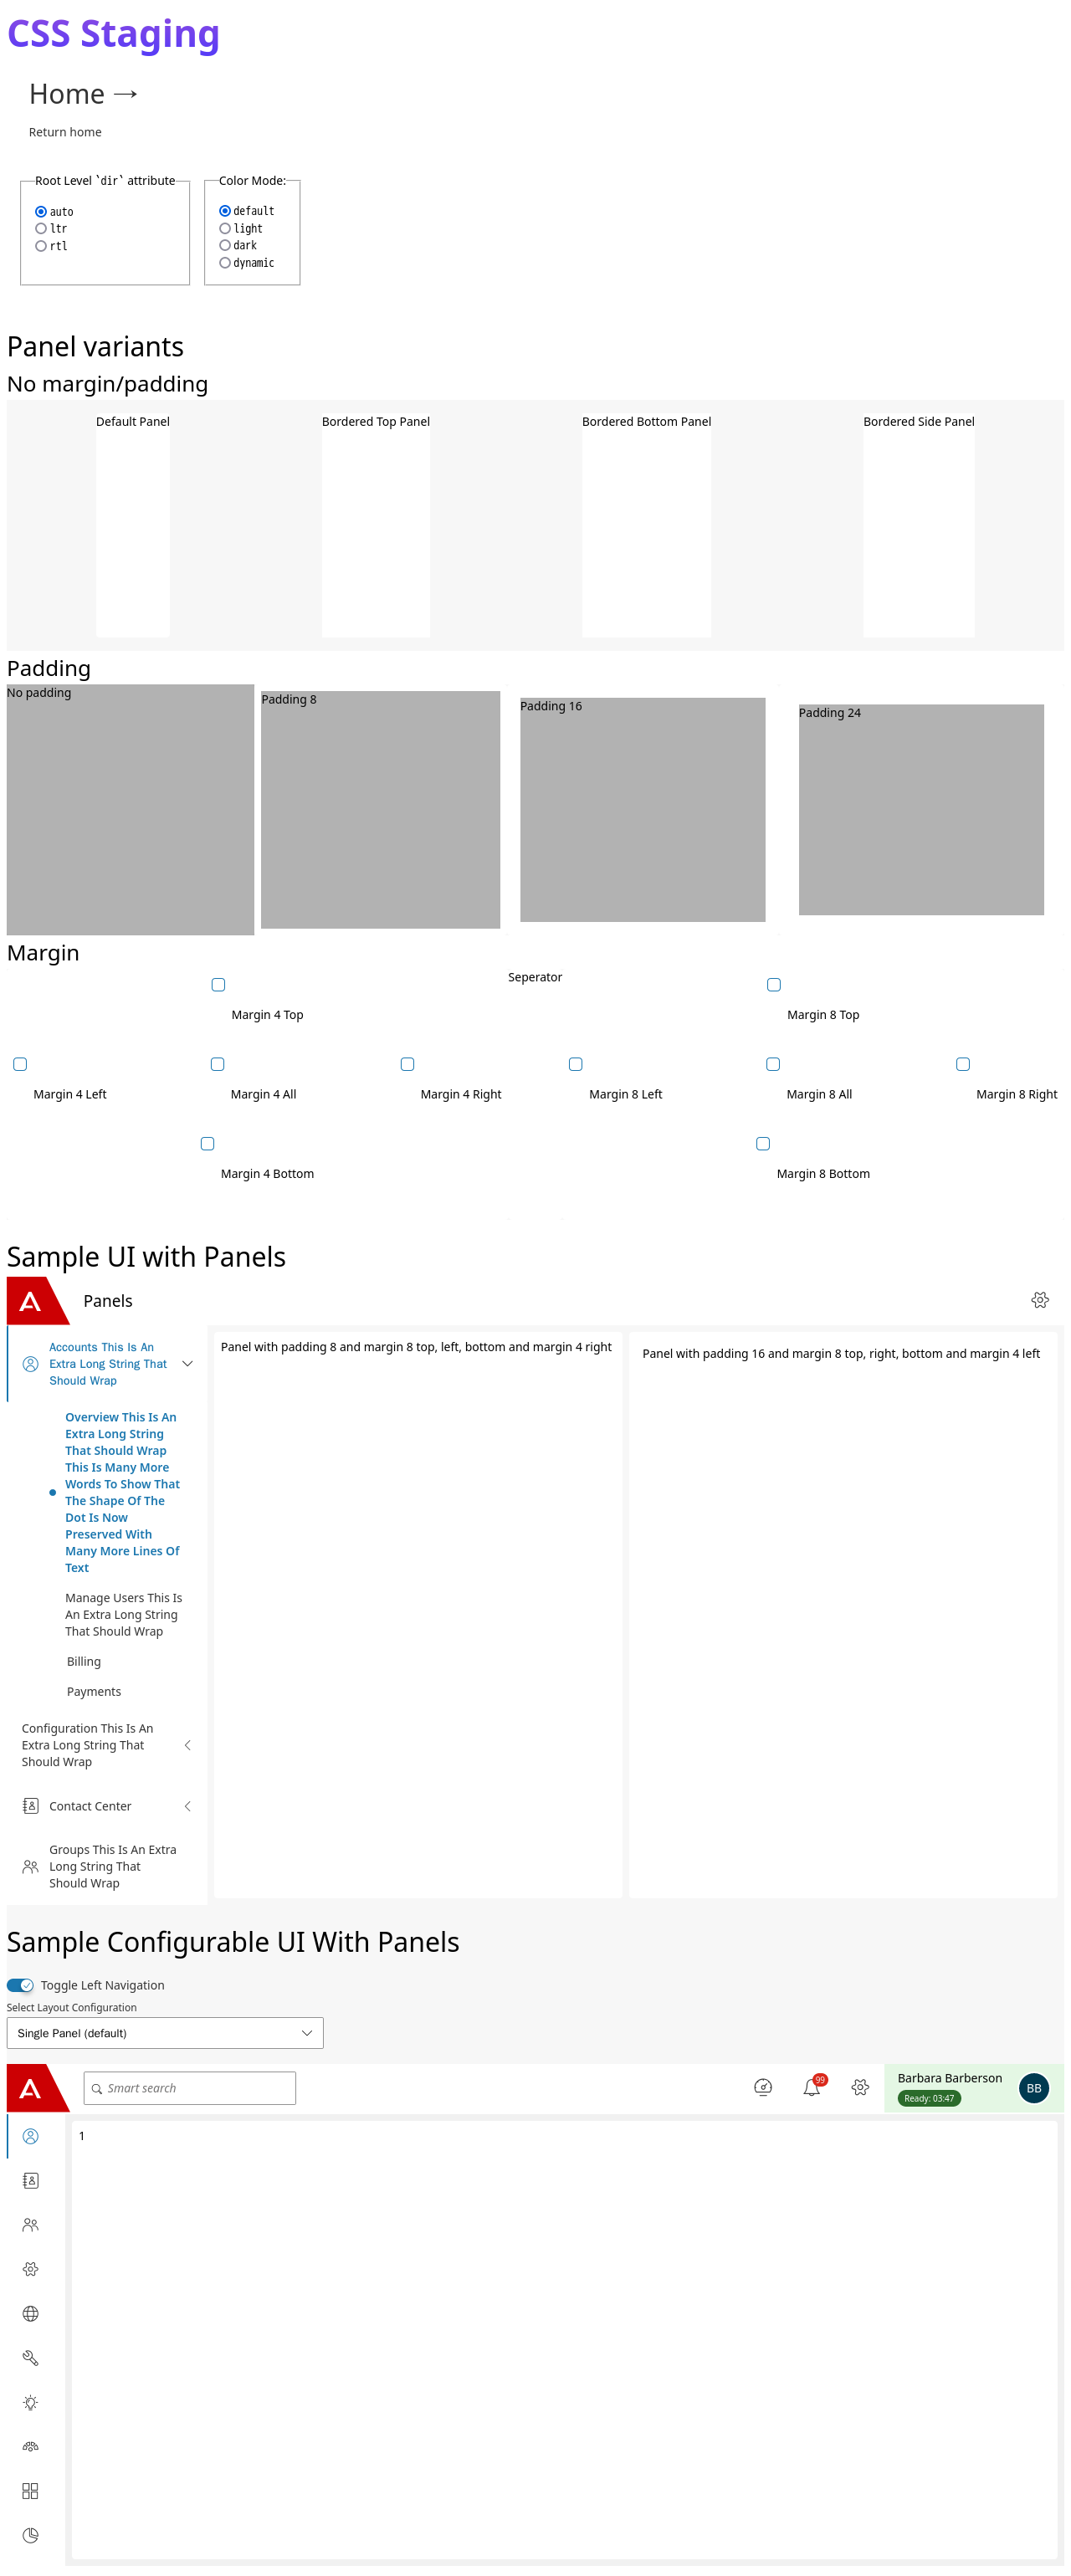 CSS Staging
Home →
Return home
Root Level `dir` attribute
auto
ltr
rtl
Color Mode:
default
light
dark
dynamic
Panel variants
No margin/padding
Default Panel
Bordered Top Panel
Bordered Bottom Panel
Bordered Side Panel
Padding
No padding
Padding 8
Padding 16
Padding 24
Margin
Margin 4 Top
Seperator
Margin 8 Top
Margin 4 Left
Margin 4 All
Margin 4 Right
Margin 8 Left
Margin 8 All
Margin 8 Right
Margin 4 Bottom
Margin 8 Bottom
Sample UI with Panels
Panels
Accounts This Is An
Extra Long String That
Should Wrap
Overview This Is An
Extra Long String
That Should Wrap
This Is Many More
Words To Show That
The Shape Of The
Dot Is Now
Preserved With
Many More Lines Of
Text
Manage Users This Is
An Extra Long String
That Should Wrap
Billing
Payments
Configuration This Is An
Extra Long String That
Should Wrap
Contact Center
Groups This Is An Extra
Long String That
Should Wrap
Panel with padding 8 and margin 8 top, left, bottom and margin 4 right
Panel with padding 16 and margin 8 top, right, bottom and margin 4 left
Sample Configurable UI With Panels
Toggle Left Navigation
Select Layout Configuration
Single Panel (default)
Smart search
99
Barbara Barberson
Ready: 03:47
BB
1